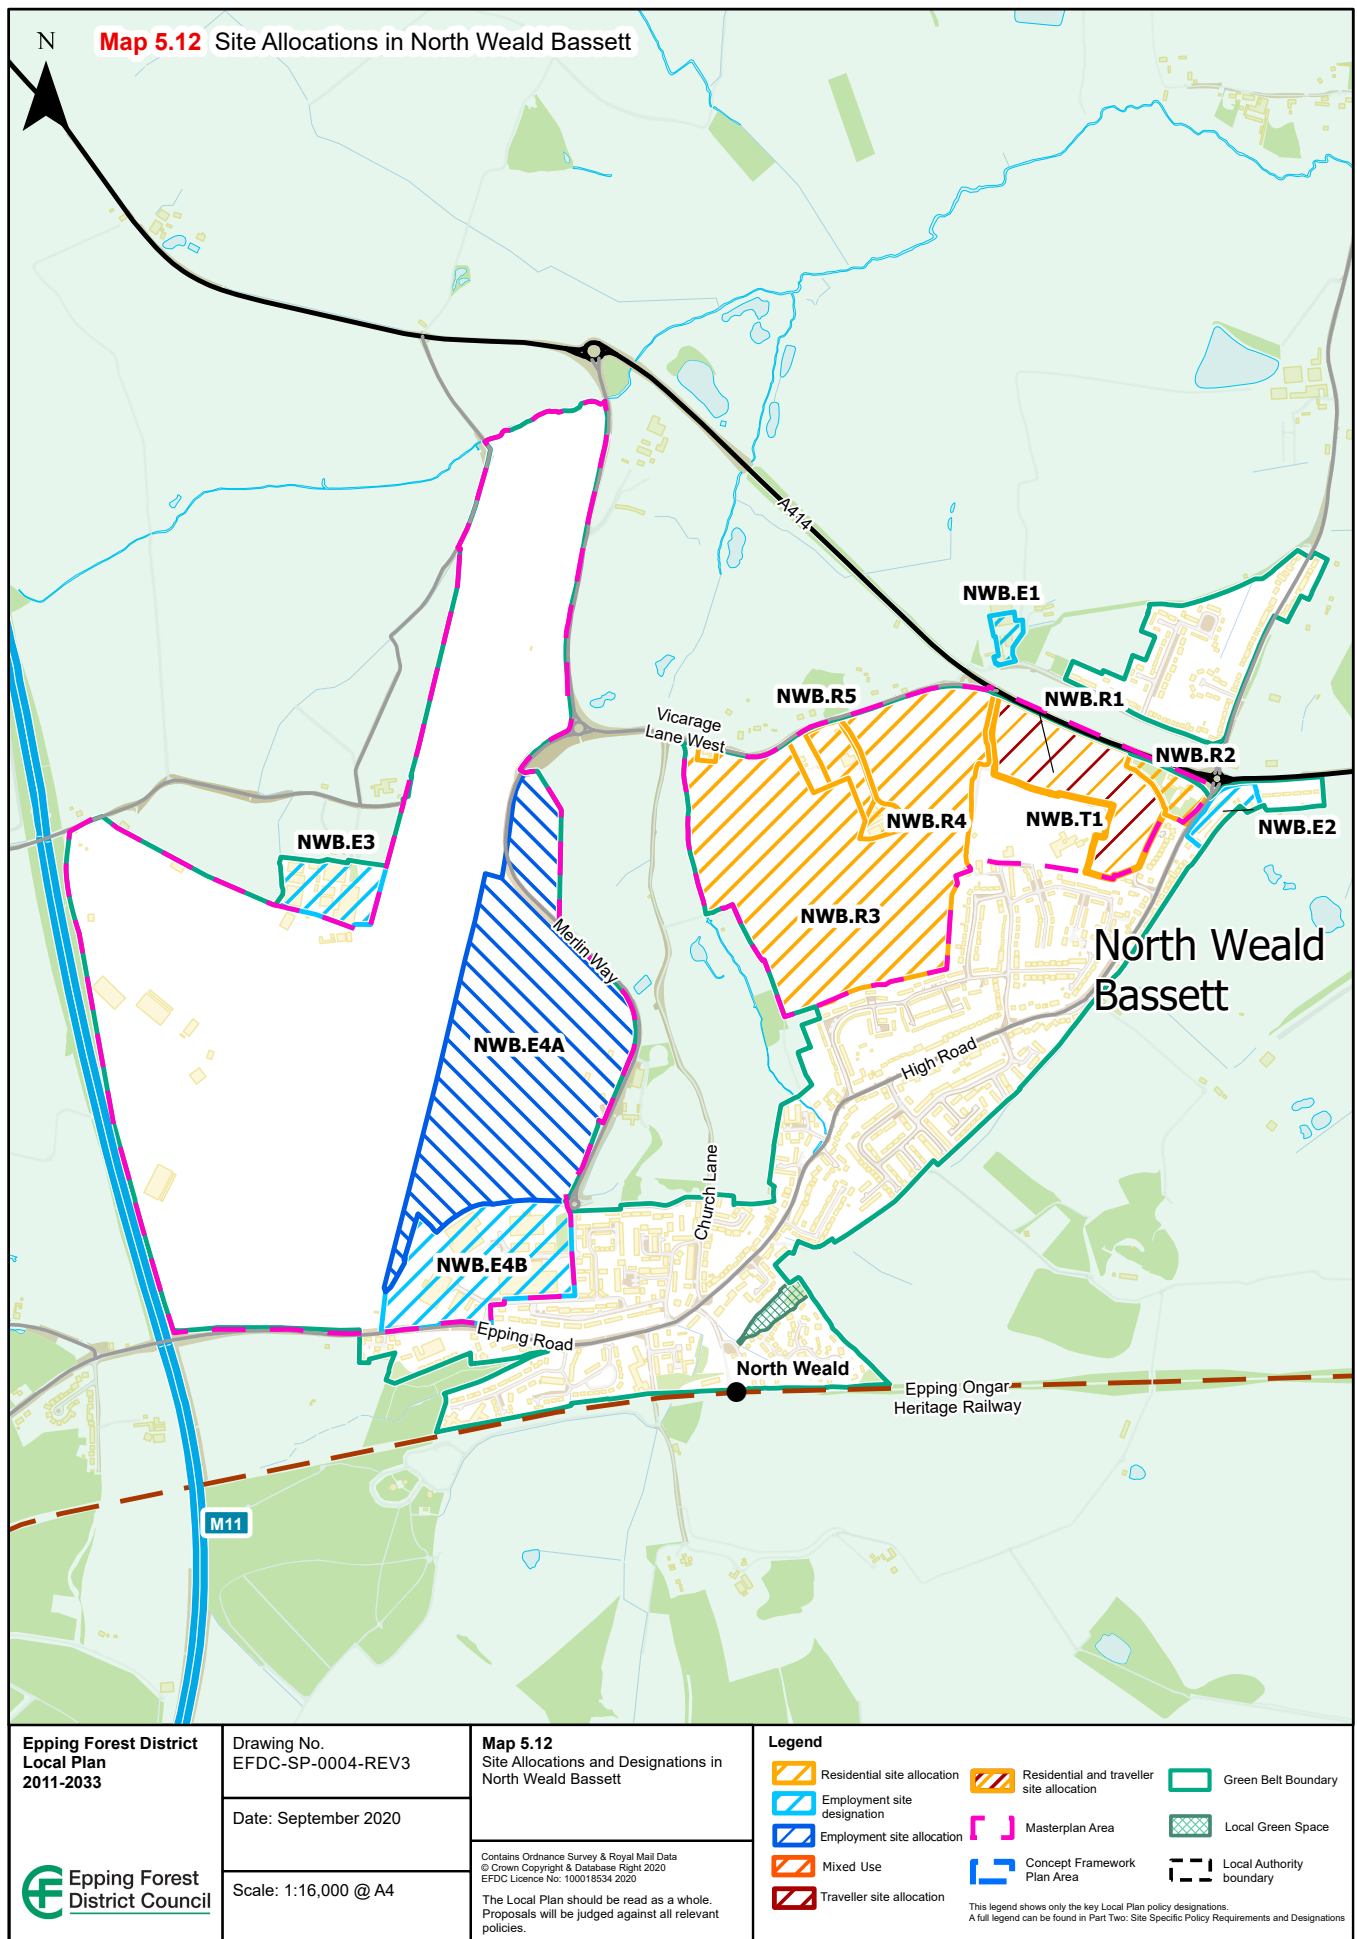 N
Map 5.12 Site Allocations in North Weald Bassett
A414
NWB.E1
NWB.R5
NWB.R1
Vicarage
Lane West
NWB.R2
NWB.R4
NWB.T1
NWB.E2
NWB.E3
NWB.R3
Merlin Way
North Weald
Bassett
NWB.E4A
High Road
Church Lane
NWB.E4B
Epping Road
North Weald
Epping Ongar
Heritage Railway
M11
Epping Forest District
Local Plan
2011-2033
Epping Forest
District Council
Drawing No.
EFDC-SP-0004-REV3
Date: September 2020
Scale: 1:16,000 @ A4
Map 5.12
Site Allocations and Designations in
North Weald Bassett
Contains Ordnance Survey & Royal Mail Data
© Crown Copyright & Database Right 2020
EFDC Licence No: 100018534 2020
The Local Plan should be read as a whole.
Proposals will be judged against all relevant
policies.
Legend
Residential site allocation
Employment site
designation
Employment site allocation
Mixed Use
Traveller site allocation
Residential and traveller
site allocation
Masterplan Area
Concept Framework
Plan Area
Green Belt Boundary
Local Green Space
Local Authority
boundary
This legend shows only the key Local Plan policy designations.
A full legend can be found in Part Two: Site Specific Policy Requirements and Designations